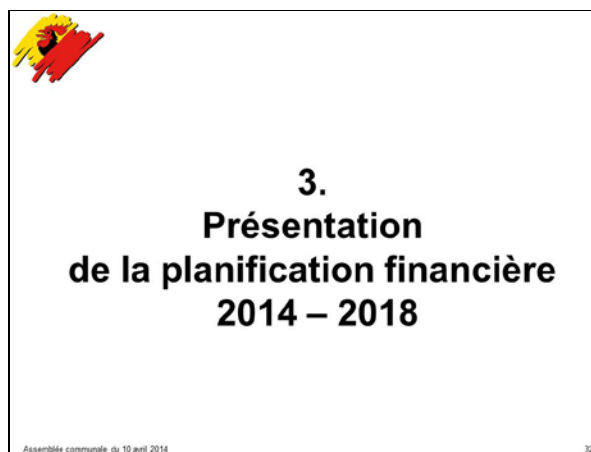 3.
Présentation
de la planification financière
2014 – 2018
Assemblée communale du 10 avril 2014
32